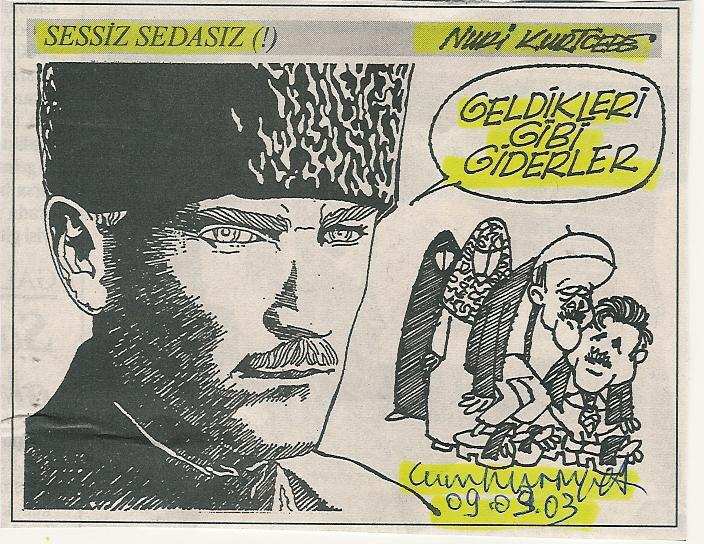 SESSİZ SEDASIZ (!)
NURİ KURTCEBE
GELDİKLERİ
GİBİ
GİDERLER
Cumhuriyet
09.09.03